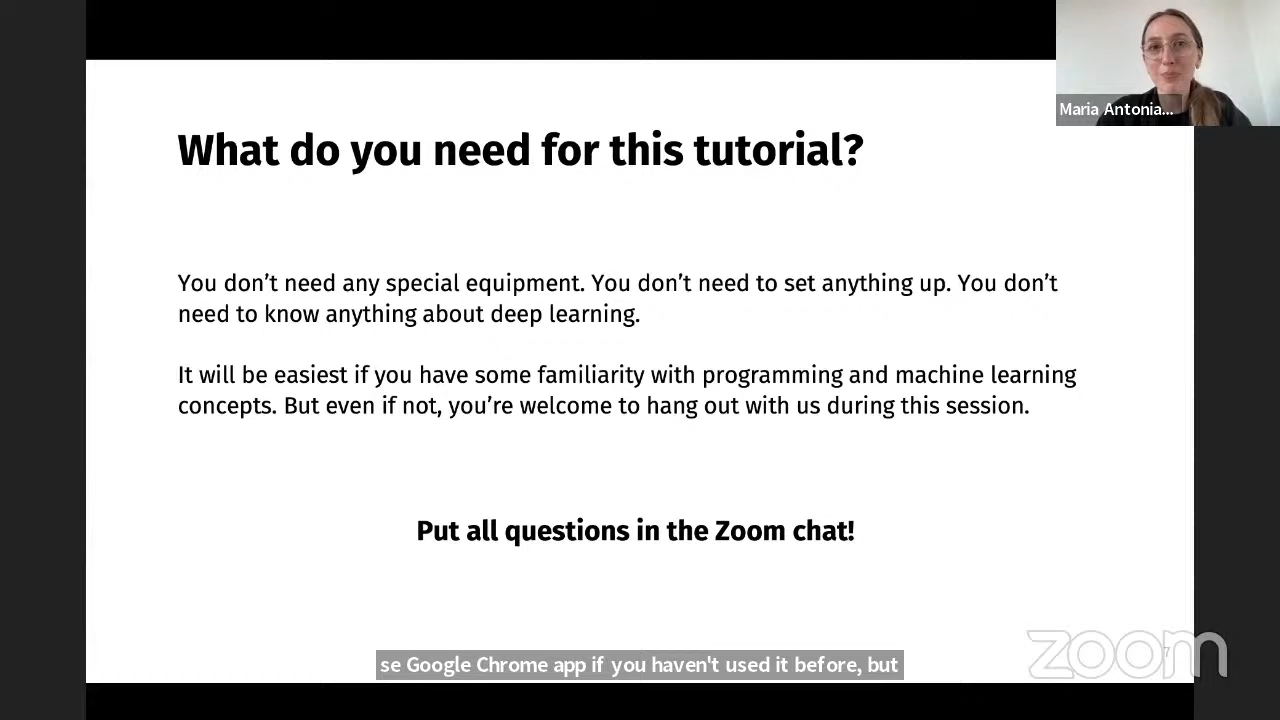 Maria Antonia...
What do you need for this tutorial?
You don’t need any special equipment. You don’t need to set anything up. You don’t
need to know anything about deep learning.
It will be easiest if you have some familiarity with programming and machine learning
concepts. But even if not, you’re welcome to hang out with us during this session.
Put all questions in the Zoom chat!
se Google Chrome app if you haven't used it before, but
zoom
7